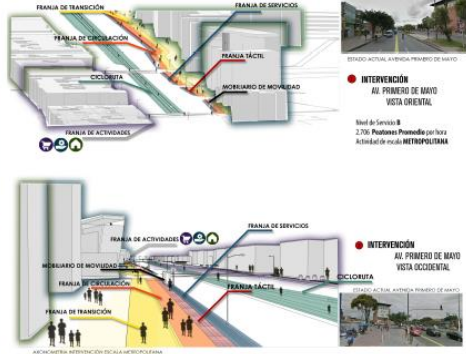 FRANJA DE TRANSICIÓN
FRANJA DE SERVICIOS
FRANJA DE CIRCULACIÓN
FRANJA TÁCTIL
CICLORUTA
MOBILIARIO DE MOVILIDAD
FRANJA DE ACTIVIDADES
ESTADO ACTUAL AVENIDA PRIMERO DE MAYO
INTERVENCIÓN
AV. PRIMERO DE MAYO
VISTA ORIENTAL
Nivel de Servicio B
2.706 Peatones Promedio por hora
Actividad de escala METROPOLITANA
FRANJA DE SERVICIOS
FRANJA DE ACTIVIDADES
MOBILIARIO DE MOVILIDAD
CICLORUTA
FRANJA DE CIRCULACIÓN
FRANJA TÁCTIL
FRANJA DE TRANSICIÓN
INTERVENCIÓN
AV. PRIMERO DE MAYO
VISTA OCCIDENTAL
ESTADO ACTUAL AVENIDA PRIMERO DE MAYO
AXONOMETRIA INTERVENCIÓN ESCALA METROPOLITANA